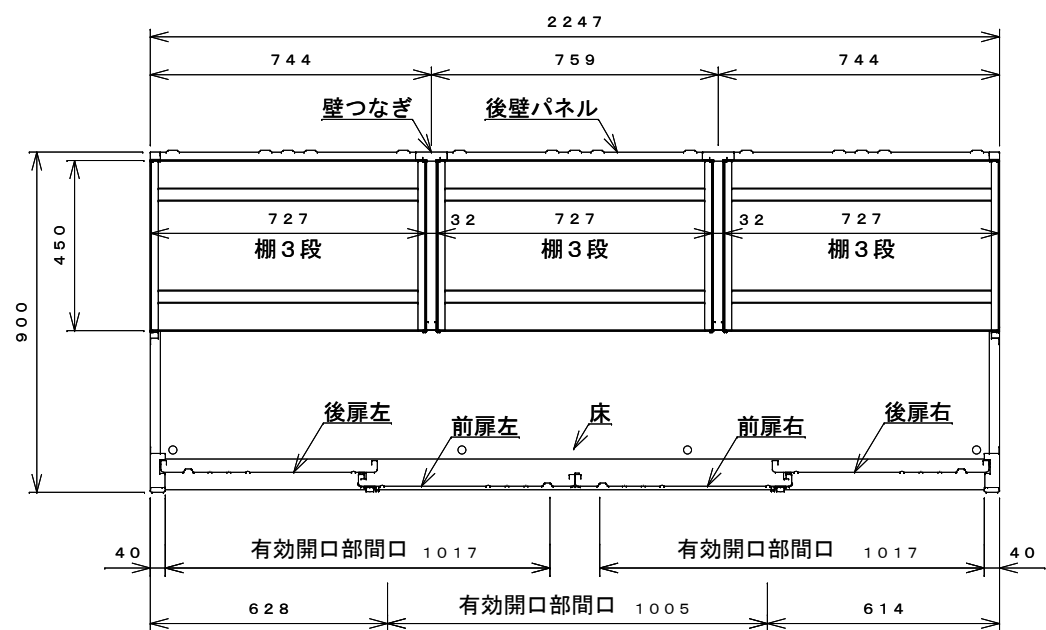 2247
744 759 744
壁つなぎ 後壁パネル
727 32 727 32 727
棚3段 棚3段 棚3段
450
900
後扉左 前扉左 床 前扉右 後扉右
40 有効開口部間口 1017 有効開口部間口 1017 40
628 有効開口部間口 1005 614